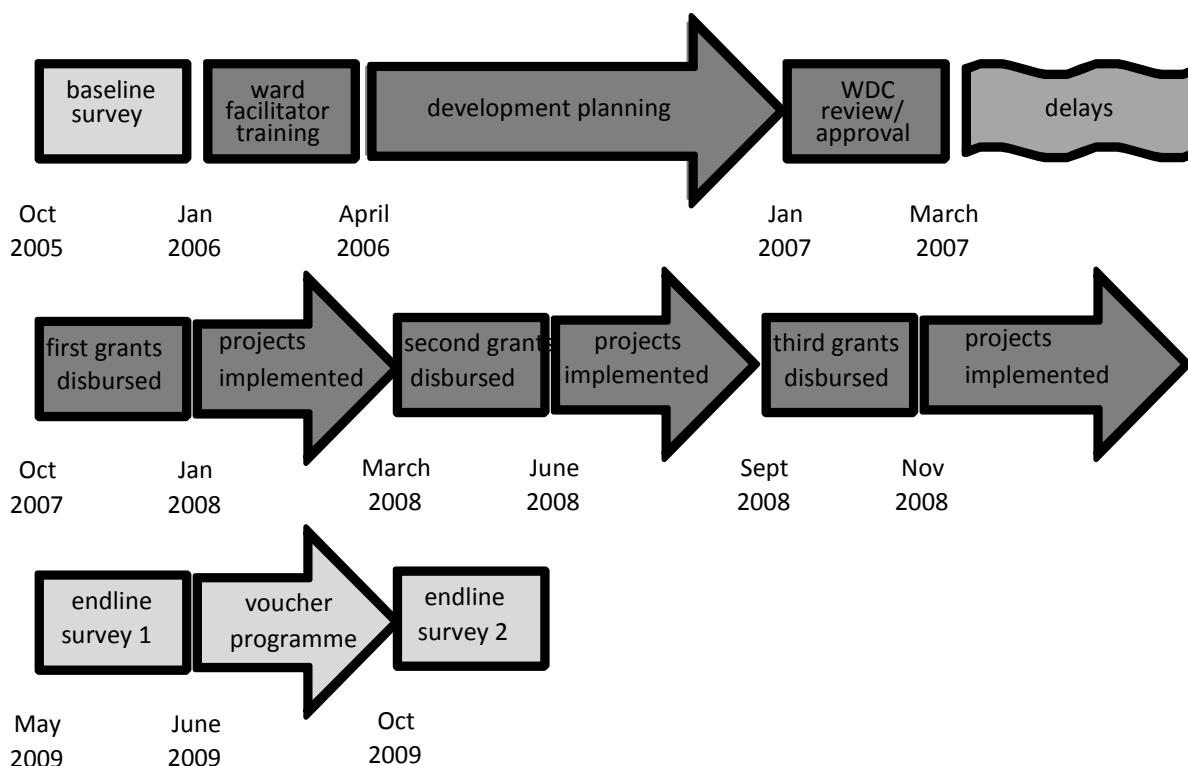 baseline
survey
ward
facilitator
training
development planning
WDC
review/
approval
delays
Oct
2005
Jan
2006
April
2006
Jan
2007
March
2007
first grants
disbursed
projects
implemented
second grants
disbursed
projects
implemented
third grants
disbursed
projects
implemented
Oct
2007
Jan
2008
March
2008
June
2008
Sept
2008
Nov
2008
endline
survey 1
voucher
programme
endline
survey 2
May
2009
June
2009
Oct
2009